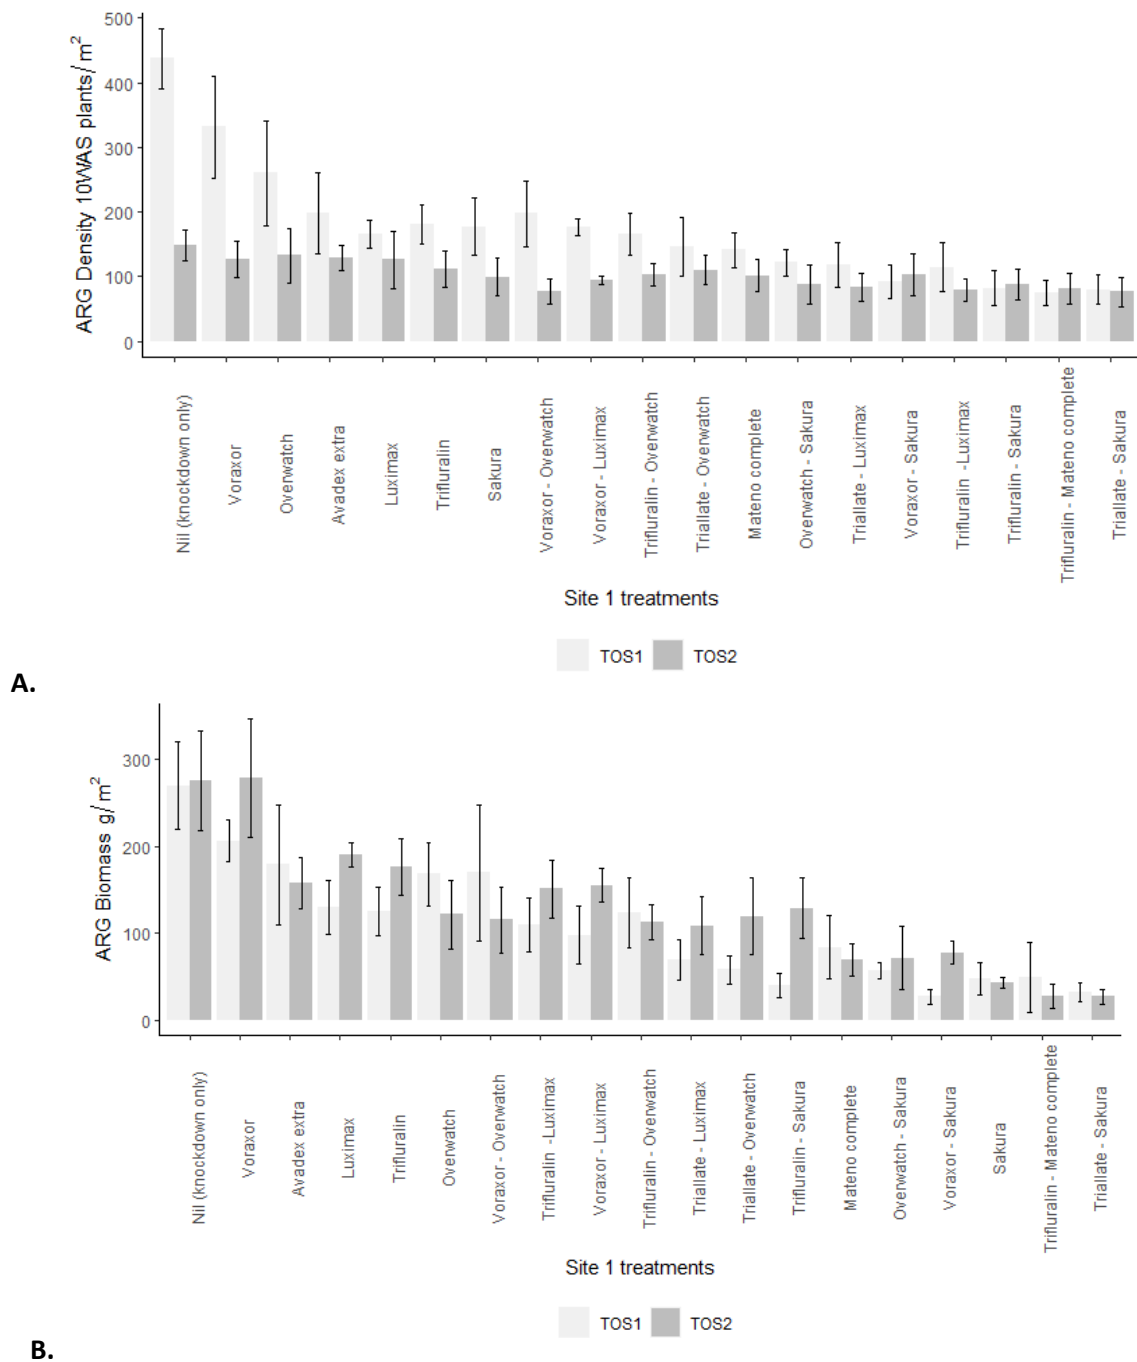 ARG Density 10WAS plants/ m²
500
400
300
200
100
0
Nil (knockdown only)
Voraxor
Overwatch
Avadex extra
Luximax
Trifluralin
Sakura
Voraxor - Overwatch
Voraxor - Luximax
Trifluralin - Overwatch
Triallate - Overwatch
Mateno complete
Overwatch - Sakura
Triallate - Luximax
Voraxor - Sakura
Trifluralin -Luximax
Trifluralin - Sakura
Trifluralin - Mateno complete
Triallate - Sakura
Site 1 treatments
TOS1 TOS2
A.
ARG Biomass g/ m²
300
200
100
0
Nil (knockdown only)
Voraxor
Avadex extra
Luximax
Trifluralin
Overwatch
Voraxor - Overwatch
Trifluralin -Luximax
Voraxor - Luximax
Trifluralin - Overwatch
Triallate - Luximax
Triallate - Overwatch
Trifluralin - Sakura
Mateno complete
Overwatch - Sakura
Voraxor - Sakura
Sakura
Trifluralin - Mateno complete
Triallate - Sakura
Site 1 treatments
TOS1 TOS2
B.